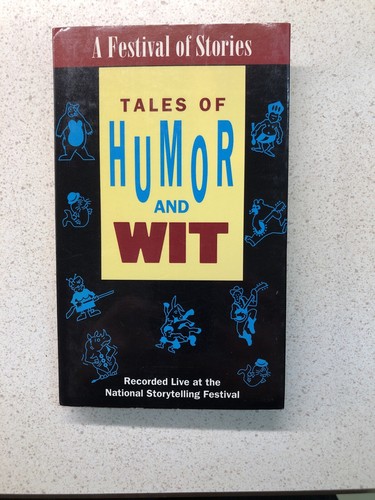 A Festival of Stories
TALES OF
HUMOR
AND
WIT
Recorded Live at the
National Storytelling Festival